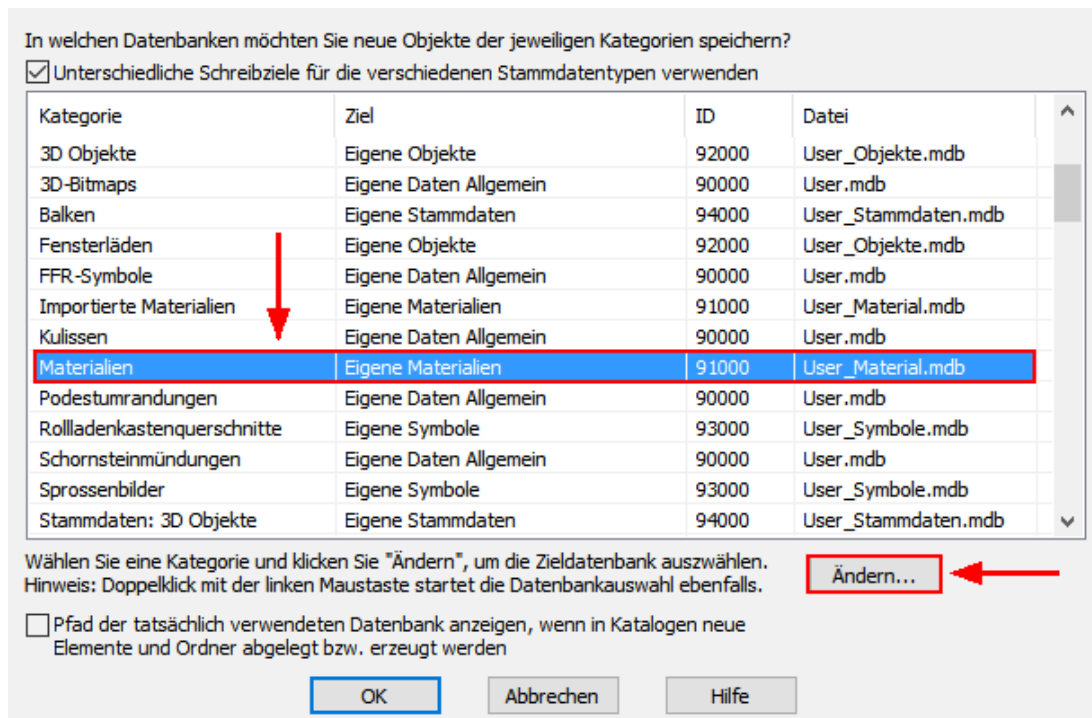 In welchen Datenbanken möchten Sie neue Objekte der jeweiligen Kategorien speichern?
Unterschiedliche Schreibziele für die verschiedenen Stammdatentypen verwenden
Kategorie Ziel ID Datei
3D Objekte Eigene Objekte 92000 User_Objekte.mdb
3D-Bitmaps Eigene Daten Allgemein 90000 User.mdb
Balken Eigene Stammdaten 94000 User_Stammdaten.mdb
Fensterläden Eigene Objekte 92000 User_Objekte.mdb
FFR-Symbole Eigene Daten Allgemein 90000 User.mdb
Importierte Materialien Eigene Materialien 91000 User_Material.mdb
Kulissen Eigene Daten Allgemein 90000 User.mdb
Materialien Eigene Materialien 91000 User_Material.mdb
Podestumrandungen Eigene Daten Allgemein 90000 User.mdb
Rollladenkastenquerschnitte Eigene Symbole 93000 User_Symbole.mdb
Schornsteinmündungen Eigene Daten Allgemein 90000 User.mdb
Sprossenbilder Eigene Symbole 93000 User_Symbole.mdb
Stammdaten: 3D Objekte Eigene Stammdaten 94000 User_Stammdaten.mdb
Wählen Sie eine Kategorie und klicken Sie "Ändern", um die Zieldatenbank auszwählen.
Hinweis: Doppelklick mit der linken Maustaste startet die Datenbankauswahl ebenfalls.
Ändern...
Pfad der tatsächlich verwendeten Datenbank anzeigen, wenn in Katalogen neue
Elemente und Ordner abgelegt bzw. erzeugt werden
OK Abbrechen Hilfe